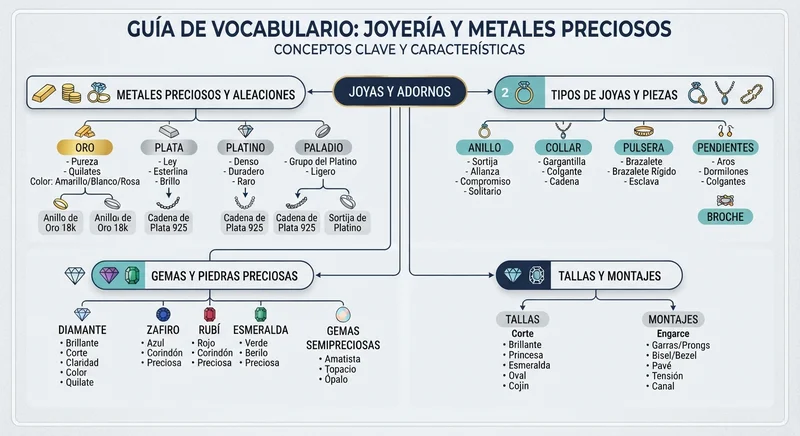 GUÍA DE VOCABULARIO: JOYERÍA Y METALES PRECIOSOS
CONCEPTOS CLAVE Y CARACTERÍSTICAS
JOYAS Y ADORNOS
METALES PRECIOSOS Y ALEACIONES
ORO
- Pureza
- Quilates
Color: Amarillo/Blanco/Rosa
Anillo de
Oro 18k
Anillo de
Oro 18k
PLATA
- Ley
- Esterlina
- Brillo
Cadena de
Plata 925
PLATINO
- Denso
- Duradero
- Raro
Cadena de
Plata 925
PALADIO
- Grupo del Platino
- Ligero
Cadena de
Plata 925
Sortija de
Platino
2
TIPOS DE JOYAS Y PIEZAS
ANILLO
- Sortija
- Alianza
- Compromiso
- Solitario
COLLAR
- Gargantilla
- Colgante
- Cadena
PULSERA
- Brazalete
- Brazalete Rígido
- Esclava
PENDIENTES
- Aros
- Dormilones
- Colgantes
BROCHE
GEMAS Y PIEDRAS PRECIOSAS
DIAMANTE
• Brillante
• Corte
• Claridad
• Color
• Quilate
ZAFIRO
• Azul
• Corindón
• Preciosa
RUBÍ
• Rojo
• Corindón
• Preciosa
ESMERALDA
• Verde
• Berilo
• Preciosa
GEMAS
SEMIPRECIOSAS
• Amatista
• Topacio
• Ópalo
TALLAS Y MONTAJES
TALLAS
Corte
• Brillante
• Princesa
• Esmeralda
• Oval
• Cojin
MONTAJES
Engarce
• Garras/Prongs
• Bisel/Bezel
• Pavé
• Tensión
• Canal